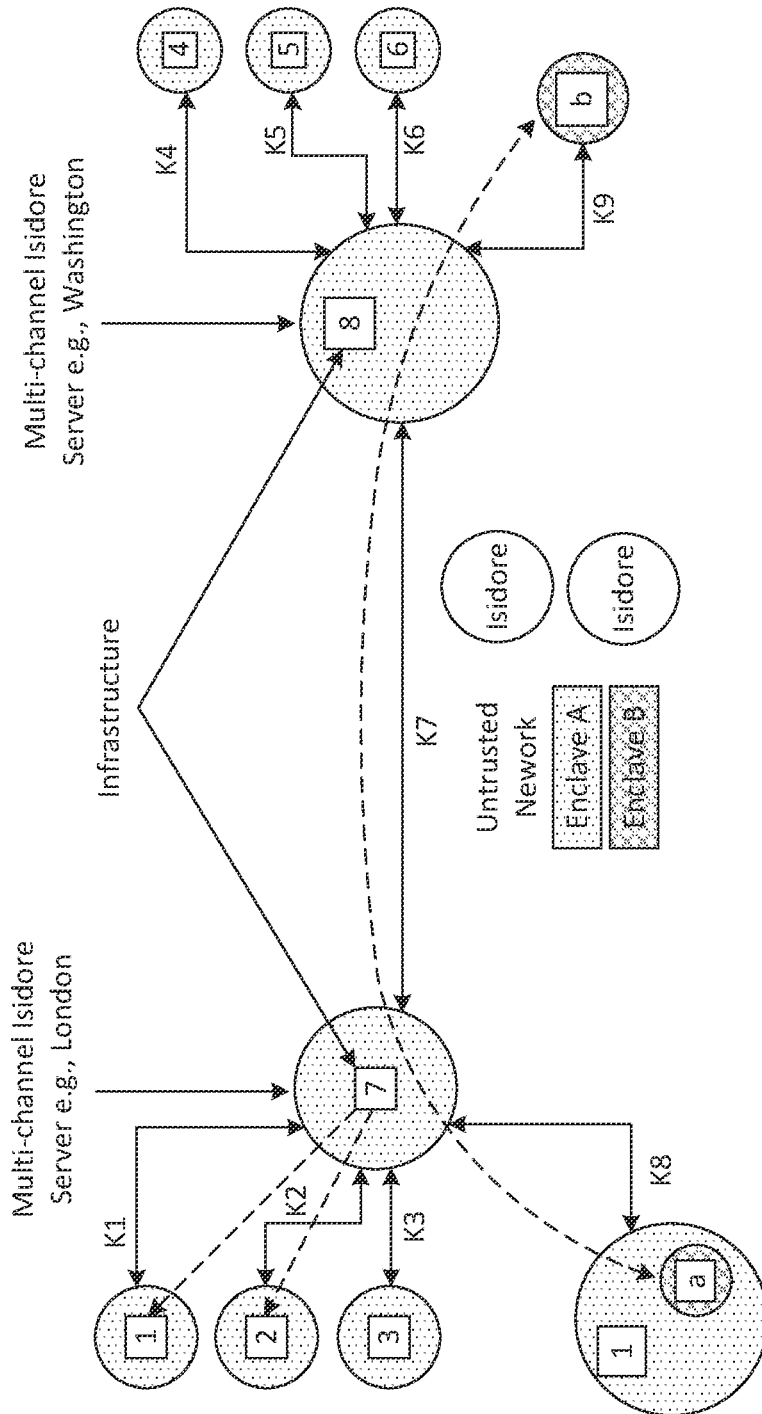 Multi-channel Isidore
Server e.g., London
Multi-channel Isidore
Server e.g., Washington
Infrastructure
K1
K2
K3
K4
K5
K6
K7
K8
K9
1
2
3
7
8
4
5
6
1
a
b
Untrusted
Nework
Enclave A
Enclave B
Isidore
Isidore